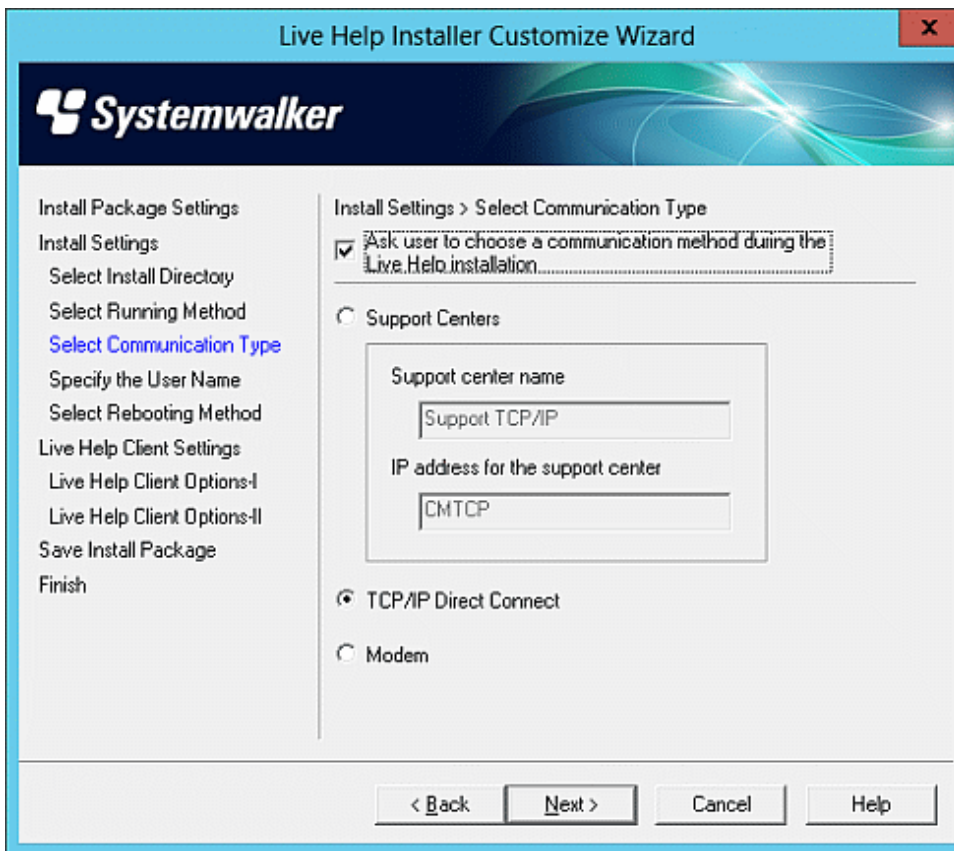 Live Help Installer Customize Wizard
x
Systemwalker
Install Package Settings
Install Settings
Select Install Directory
Select Running Method
Select Communication Type
Specify the User Name
Select Rebooting Method
Live Help Client Settings
Live Help Client Options-I
Live Help Client Options-II
Save Install Package
Finish
Install Settings > Select Communication Type
Ask user to choose a communication method during the
Live Help installation
Support Centers
Support center name
Support TCP/IP
IP address for the support center
CMTCP
TCP/IP Direct Connect
Modem
< Back
Next >
Cancel
Help